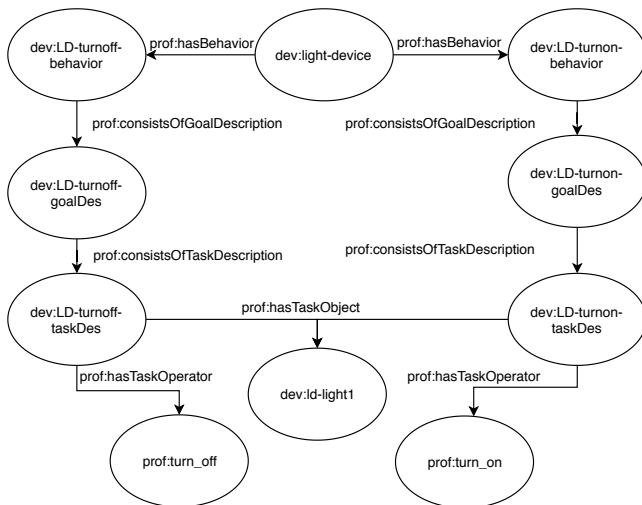 dev:LD-turnoff-
behavior
prof:hasBehavior
dev:light-device
prof:hasBehavior
dev:LD-turnon-
behavior
prof:consistsOfGoalDescription
prof:consistsOfGoalDescription
dev:LD-turnoff-
goalDes
dev:LD-turnon-
goalDes
prof:consistsOfTaskDescription
prof:consistsOfTaskDescription
dev:LD-turnoff-
taskDes
prof:hasTaskObject
dev:LD-turnon-
taskDes
prof:hasTaskOperator
dev:ld-light1
prof:hasTaskOperator
prof:turn_off
prof:turn_on